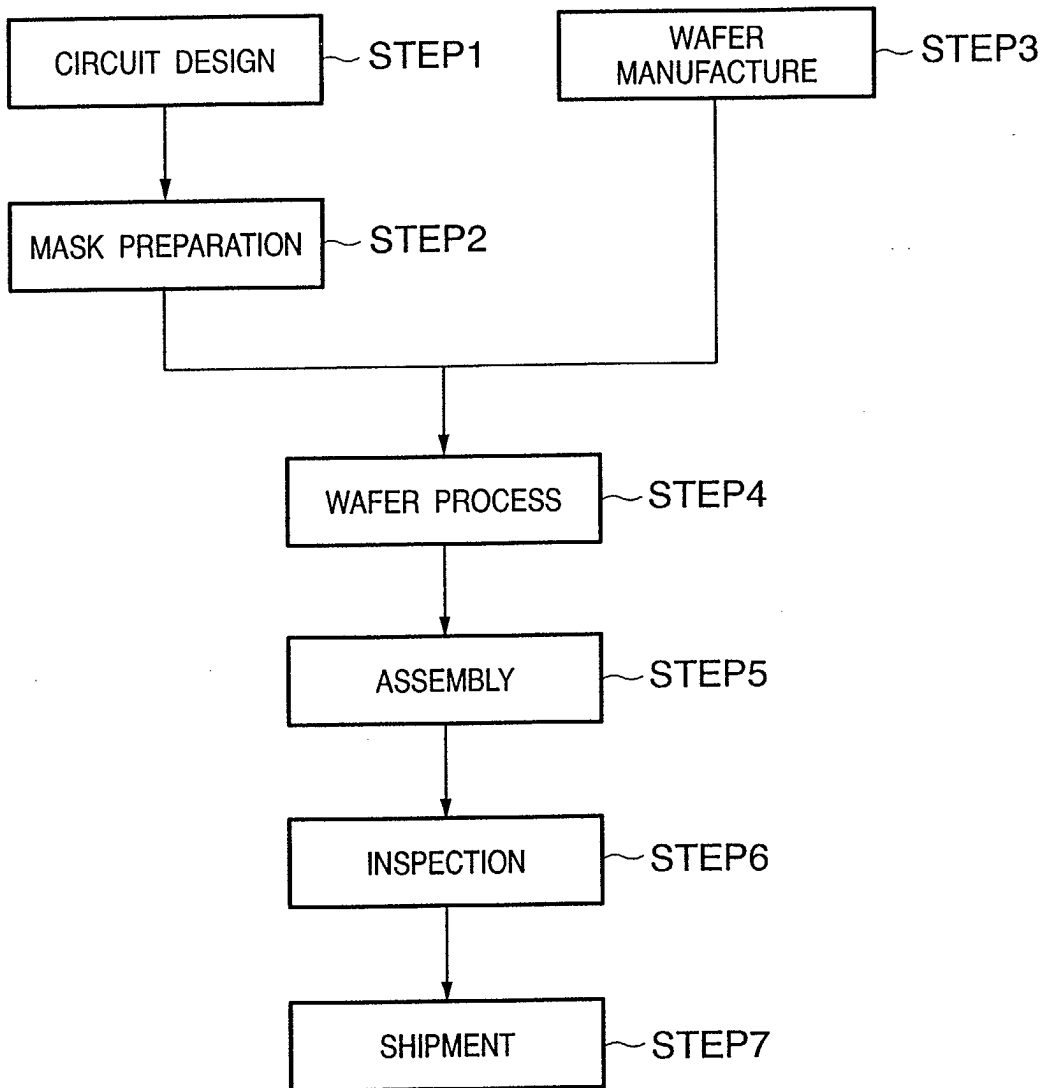 CIRCUIT DESIGN
STEP1
WAFER
MANUFACTURE
STEP3
MASK PREPARATION
STEP2
WAFER PROCESS
STEP4
ASSEMBLY
STEP5
INSPECTION
STEP6
SHIPMENT
STEP7